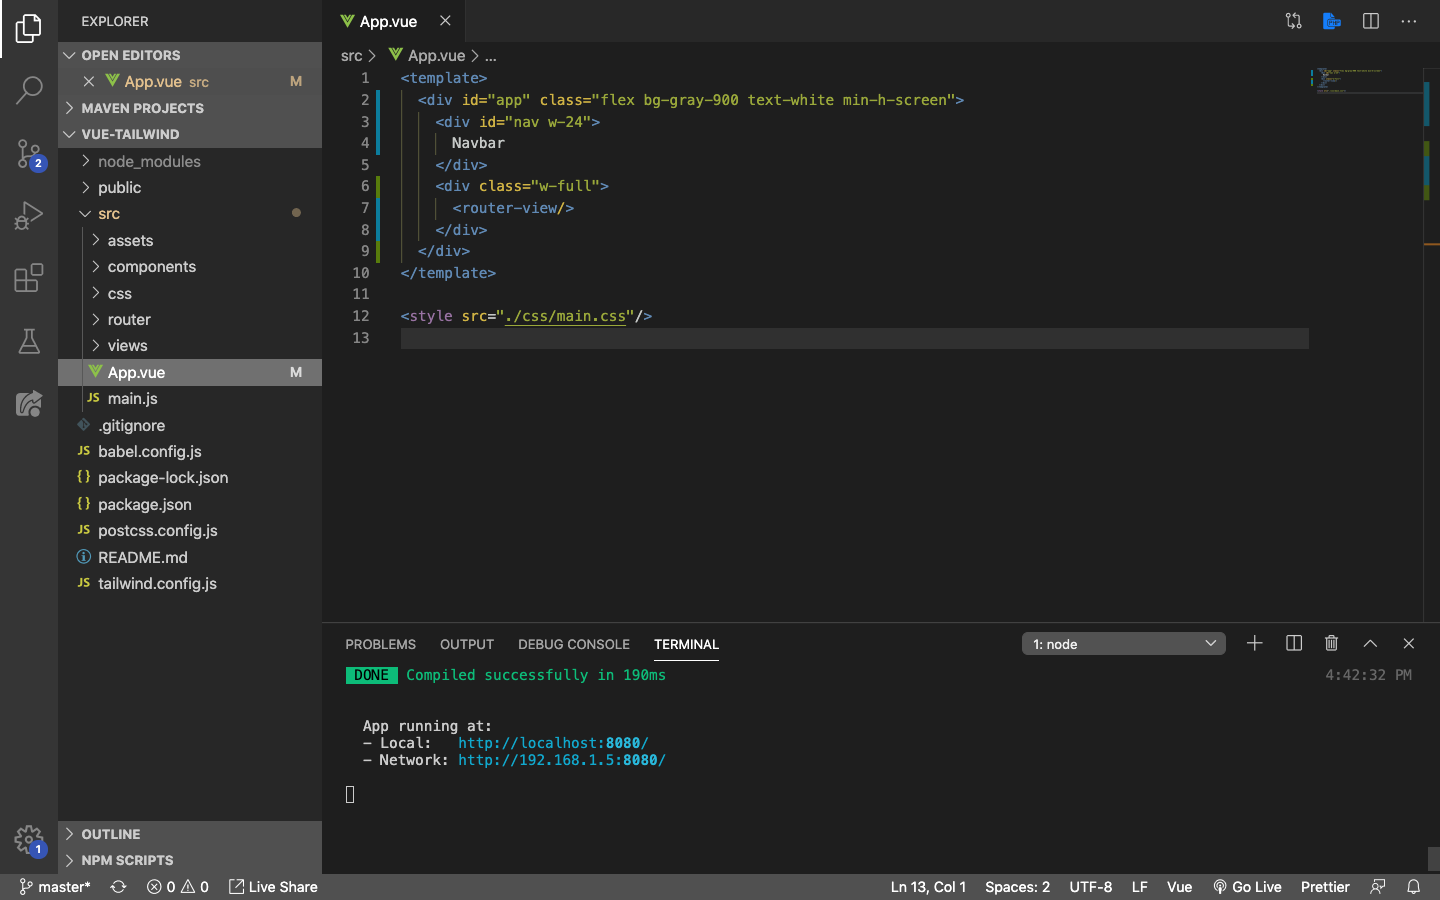 EXPLORER
OPEN EDITORS
App.vue src M
MAVEN PROJECTS
VUE-TAILWIND
node_modules
public
src
assets
components
css
router
views
App.vue M
JS main.js
.gitignore
JS babel.config.js
{} package-lock.json
{} package.json
JS postcss.config.js
README.md
JS tailwind.config.js
OUTLINE
NPM SCRIPTS
2
1
App.vue
src > App.vue > ...
1 <template>
2 <div id="app" class="flex bg-gray-900 text-white min-h-screen">
3 <div id="nav w-24">
4 Navbar
5 </div>
6 <div class="w-full">
7 <router-view/>
8 </div>
9 </div>
10 </template>
11
12 <style src="./css/main.css"/>
13
PROBLEMS OUTPUT DEBUG CONSOLE TERMINAL 1: node
DONE Compiled successfully in 190ms 4:42:32 PM
App running at:
- Local: http://localhost:8080/
- Network: http://192.168.1.5:8080/
master* 0 0 Live Share Ln 13, Col 1 Spaces: 2 UTF-8 LF Vue Go Live Prettier